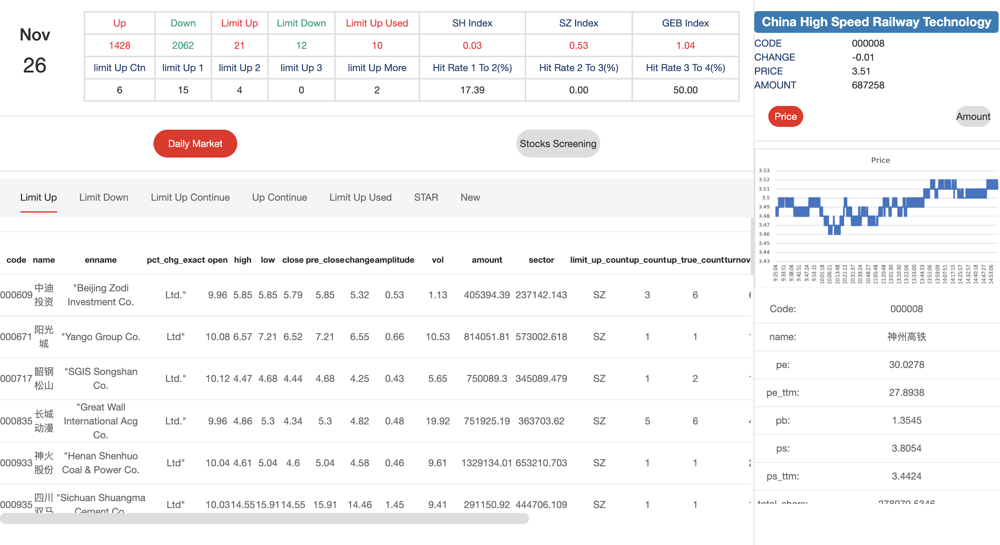 Nov
26
Up Down Limit Up Limit Down Limit Up Used SH Index SZ Index GEB Index
1428 2062 21 12 10 0.03 0.53 1.04
limit Up Ctn limit Up 1 limit Up 2 limit Up 3 limit Up More Hit Rate 1 To 2(%) Hit Rate 2 To 3(%) Hit Rate 3 To 4(%)
6 15 4 0 2 17.39 0.00 50.00
Daily Market Stocks Screening
Limit Up Limit Down Limit Up Continue Up Continue Limit Up Used STAR New
code name enname pct_chg_exact open high low close pre_close change amplitude vol amount sector limit_up_count up_count up_true_count turnov
000609 中迪 "Beijing Zodi Ltd." 9.96 5.85 5.85 5.79 5.85 5.32 0.53 1.13 405394.39 237142.143 SZ 3 6
投资 Investment Co.
000671 阳光 "Yango Group Co. Ltd" 10.08 6.57 7.21 6.52 7.21 6.55 0.66 10.53 814051.81 573002.618 SZ 1 1
城
000717 韶钢 "SGIS Songshan Ltd." 10.12 4.47 4.68 4.44 4.68 4.25 0.43 5.65 750089.3 345089.479 SZ 1 2
松山 Co.
"Great Wall
000835 长城 International Acg Ltd." 9.96 4.86 5.3 4.34 5.3 4.82 0.48 19.92 751925.19 363703.62 SZ 5 6
动漫 Co.
000933 神火 "Henan Shenhuo Ltd" 10.04 4.61 5.04 4.6 5.04 4.58 0.46 9.61 1329134.01 653210.703 SZ 1 1
股份 Coal & Power Co.
000935 四川 "Sichuan Shuangma Ltd" 10.03 14.55 15.91 14.55 15.91 14.46 1.45 9.41 291150.92 444706.109 SZ 1 1
双马 Cement Co.
China High Speed Railway Technology
CODE 000008
CHANGE -0.01
PRICE 3.51
AMOUNT 687258
Price Amount
Price
3.53
3.52
3.51
3.5
3.49
3.48
3.47
3.46
3.45
3.44
3.43
9:25:04 9:33:51 9:38:04 9:42:51 9:47:24 9:53:15 10:01:18 10:06:21 10:13:48 10:21:12 10:31:37 10:39:24 10:48:27 11:05:48 11:20:48 13:01:30 13:10:30 13:22:06 13:33:00 13:44:33 13:51:06 13:59:09 14:07:51 14:17:15 14:25:57 14:32:57 14:40:18 14:47:27 14:53:06
Code: 000008
name: 神州高铁
pe: 30.0278
pe_ttm: 27.8938
pb: 1.3545
ps: 3.8054
ps_ttm: 3.4424
total_share: 278079.5346